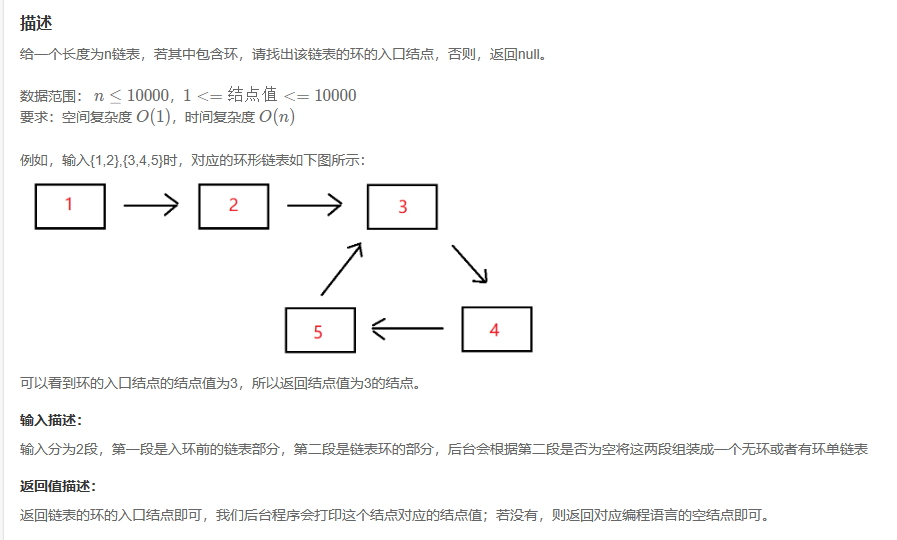 描述
给一个长度为n链表，若其中包含环，请找出该链表的环的入口结点，否则，返回null。
数据范围： n ≤ 10000，1 <= 结点值 <= 10000
要求：空间复杂度 O(1)，时间复杂度 O(n)
例如，输入{1,2},{3,4,5}时，对应的环形链表如下图所示：
1
2
3
5
4
可以看到环的入口结点的结点值为3，所以返回结点值为3的结点。
输入描述：
输入分为2段，第一段是入环前的链表部分，第二段是链表环的部分，后台会根据第二段是否为空将这两段组装成一个无环或者有环单链表
返回值描述：
返回链表的环的入口结点即可，我们后台程序会打印这个结点对应的结点值；若没有，则返回对应编程语言的空结点即可。